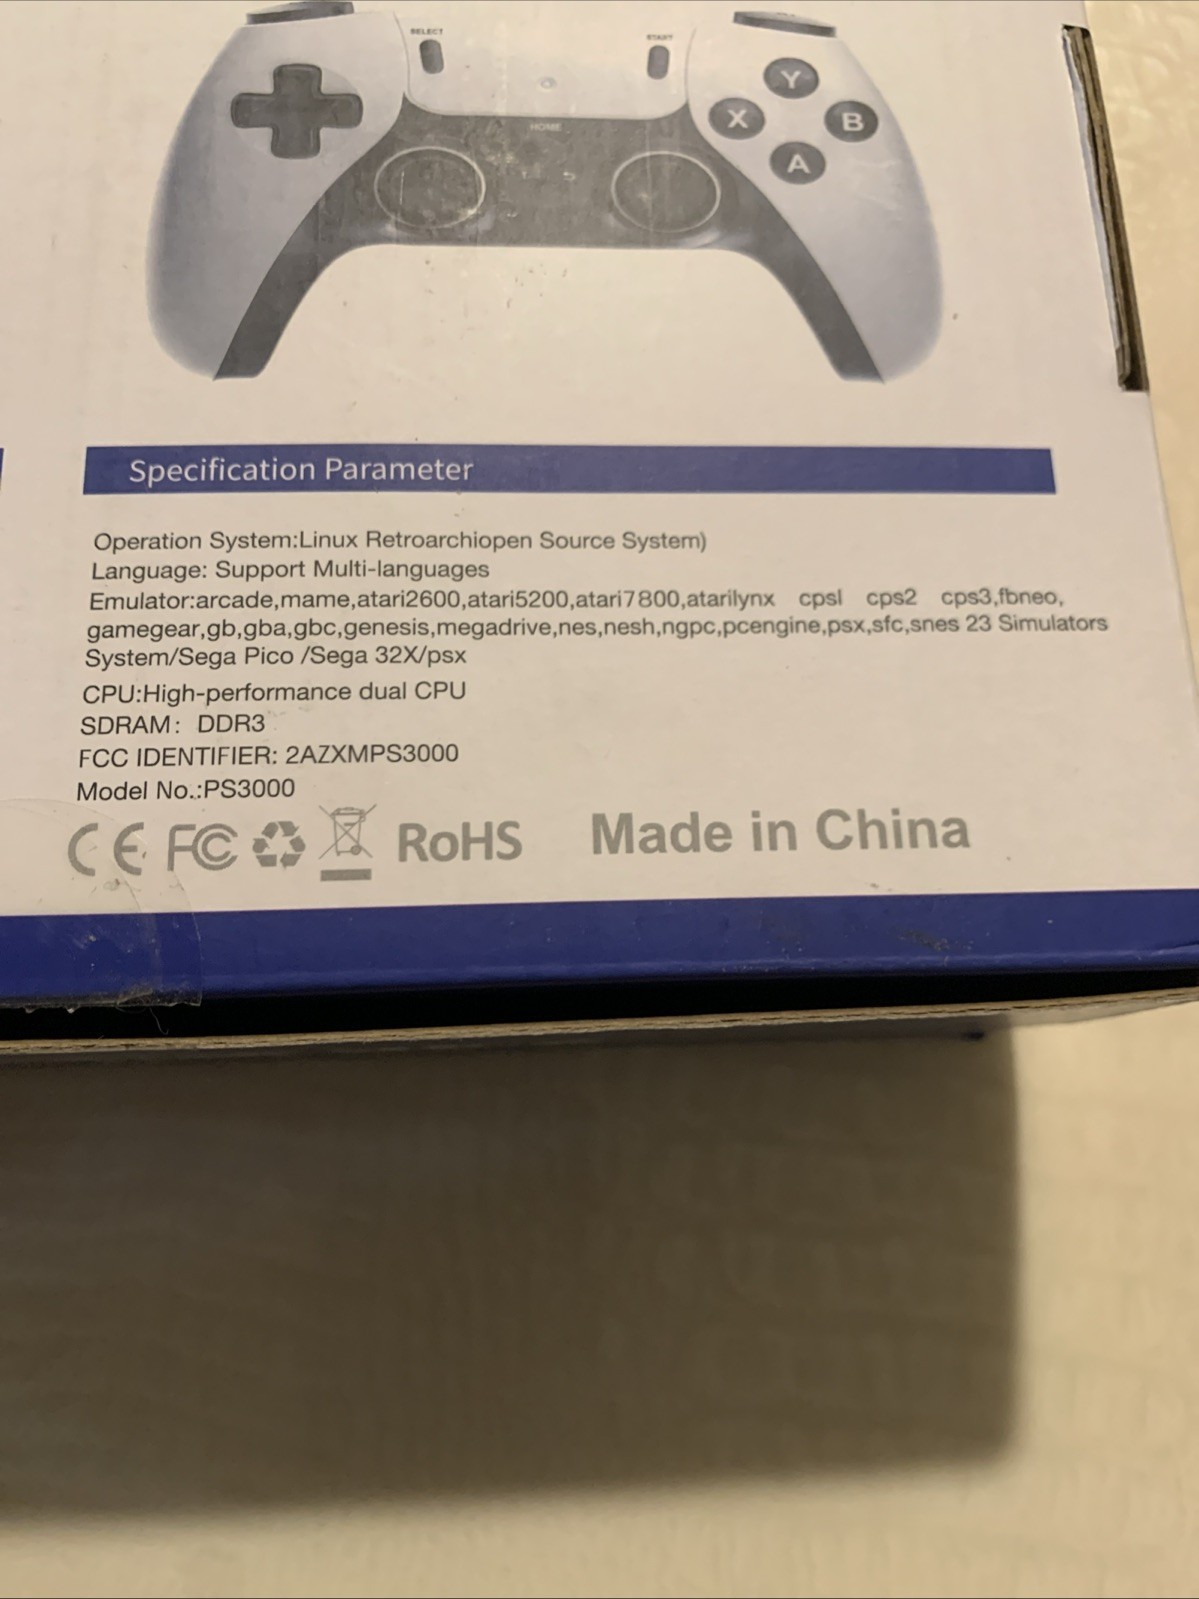 SELECT
START
Y
X
B
A
HOME
Specification Parameter
Operation System:Linux Retroarchiopen Source System)
Language: Support Multi-languages
Emulator:arcade,mame,atari2600,atari5200,atari7800,atarilynx cpsl cps2 cps3,fbneo,
gamegear,gb,gba,gbc,genesis,megadrive,nes,nesh,ngpc,pcengine,psx,sfc,snes 23 Simulators
System/Sega Pico /Sega 32X/psx
CPU:High-performance dual CPU
SDRAM: DDR3
FCC IDENTIFIER: 2AZXMPS3000
Model No.:PS3000
CE FC RoHS Made in China